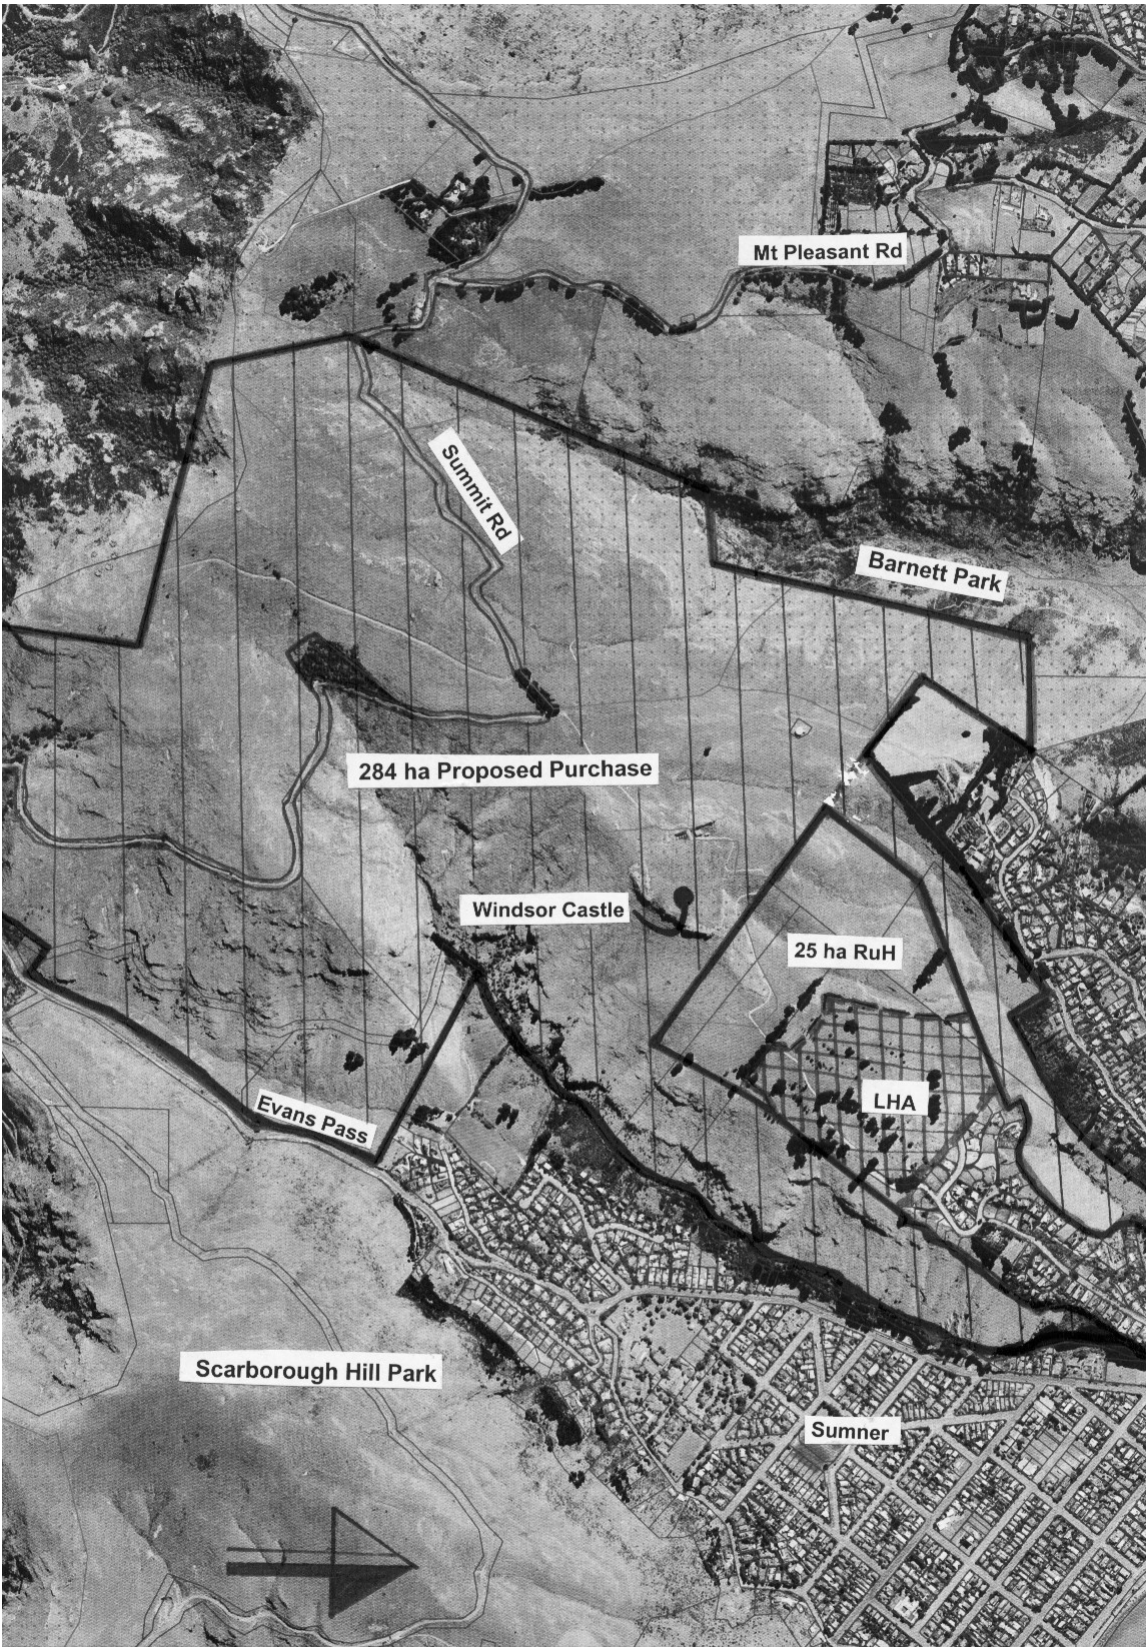 Mt Pleasant Rd
Summit Rd
Barnett Park
284 ha Proposed Purchase
Windsor Castle
25 ha RuH
LHA
Evans Pass
Scarborough Hill Park
Sumner